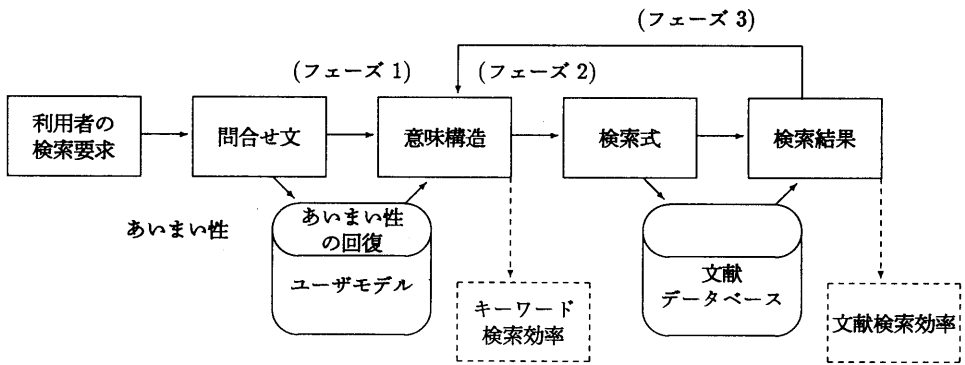 (フェーズ 3)
(フェーズ 1)
(フェーズ 2)
利用者の
検索要求
問合せ文
意味構造
検索式
検索結果
あいまい性
あいまい性
の回復
ユーザモデル
キーワード
検索効率
文献
データベース
文献検索効率